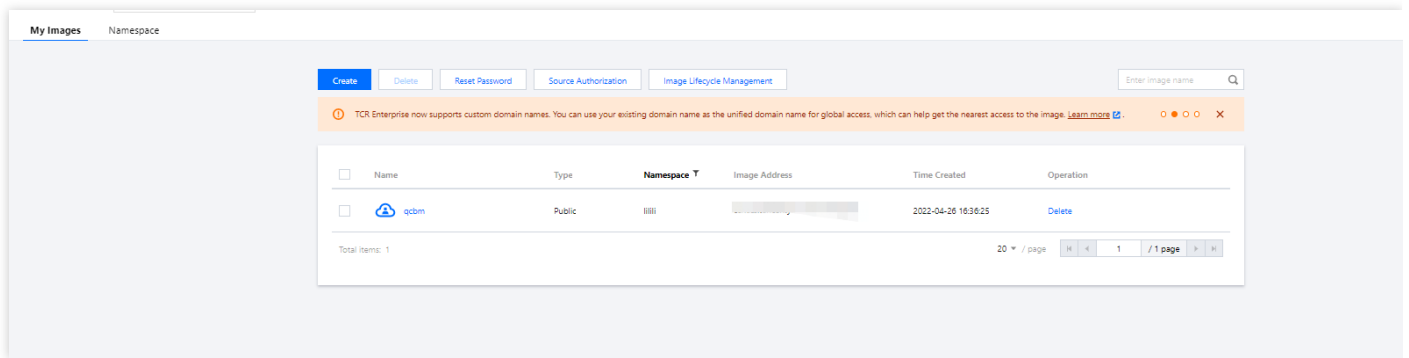 My Images Namespace
Create Delete Reset Password Source Authorization Image Lifecycle Management Enter image name
TCR Enterprise now supports custom domain names. You can use your existing domain name as the unified domain name for global access, which can help get the nearest access to the image. Learn more .
Name Type Namespace Image Address Time Created Operation
qcbm Public lilili 2022-04-26 16:36:25 Delete
Total items: 1 20 / page 1 / 1 page